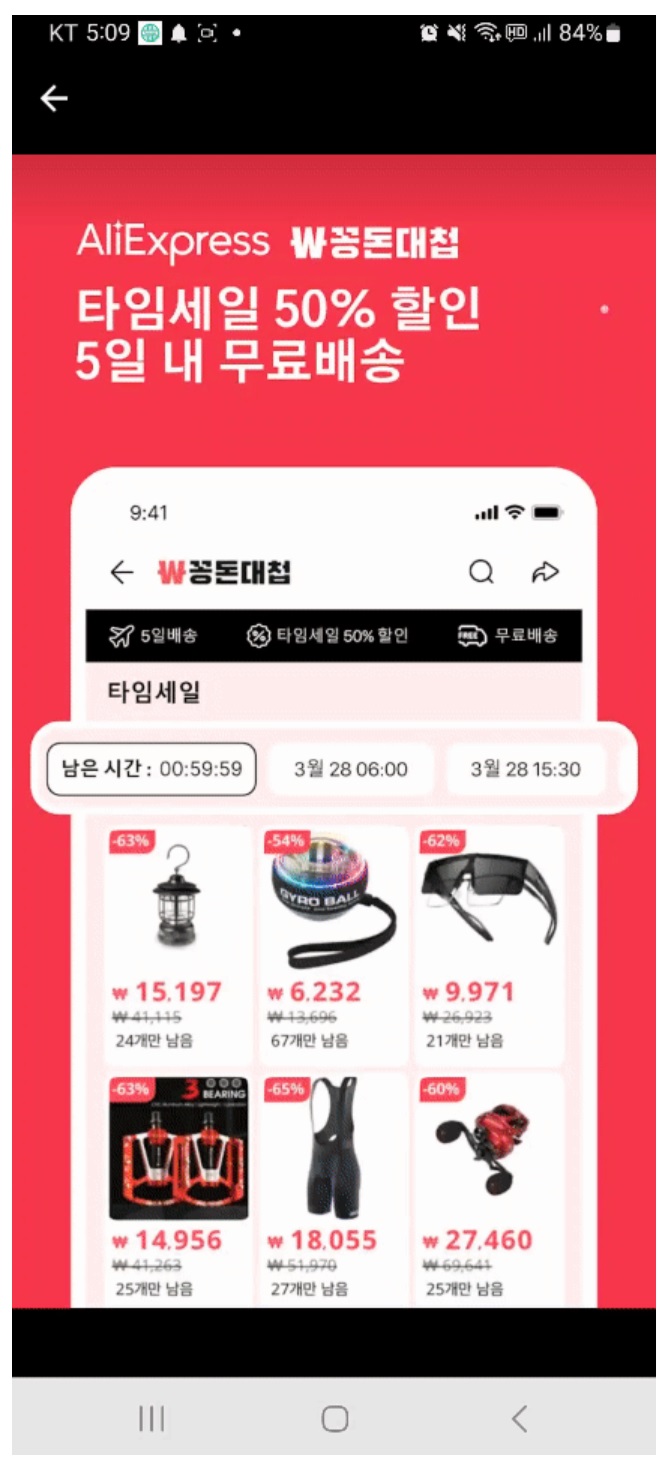 KT 5:09
84%
AliExpress ₩꽁돈대첩
타임세일 50% 할인
5일 내 무료배송
9:41
₩꽁돈대첩
5일배송 타임세일 50% 할인 FREE 무료배송
타임세일
남은 시간 : 00:59:59 3월 28 06:00 3월 28 15:30
-63% -54% -62%
GYRO BALL
₩ 15,197 ₩ 6,232 ₩ 9,971
₩ 41,115 ₩ 13,696 ₩ 26,923
24개만 남음 67개만 남음 21개만 남음
-63% 3 BEARING -65% -60%
₩ 14,956 ₩ 18,055 ₩ 27,460
₩ 41,263 ₩ 51,970 ₩ 69,641
25개만 남음 27개만 남음 25개만 남음